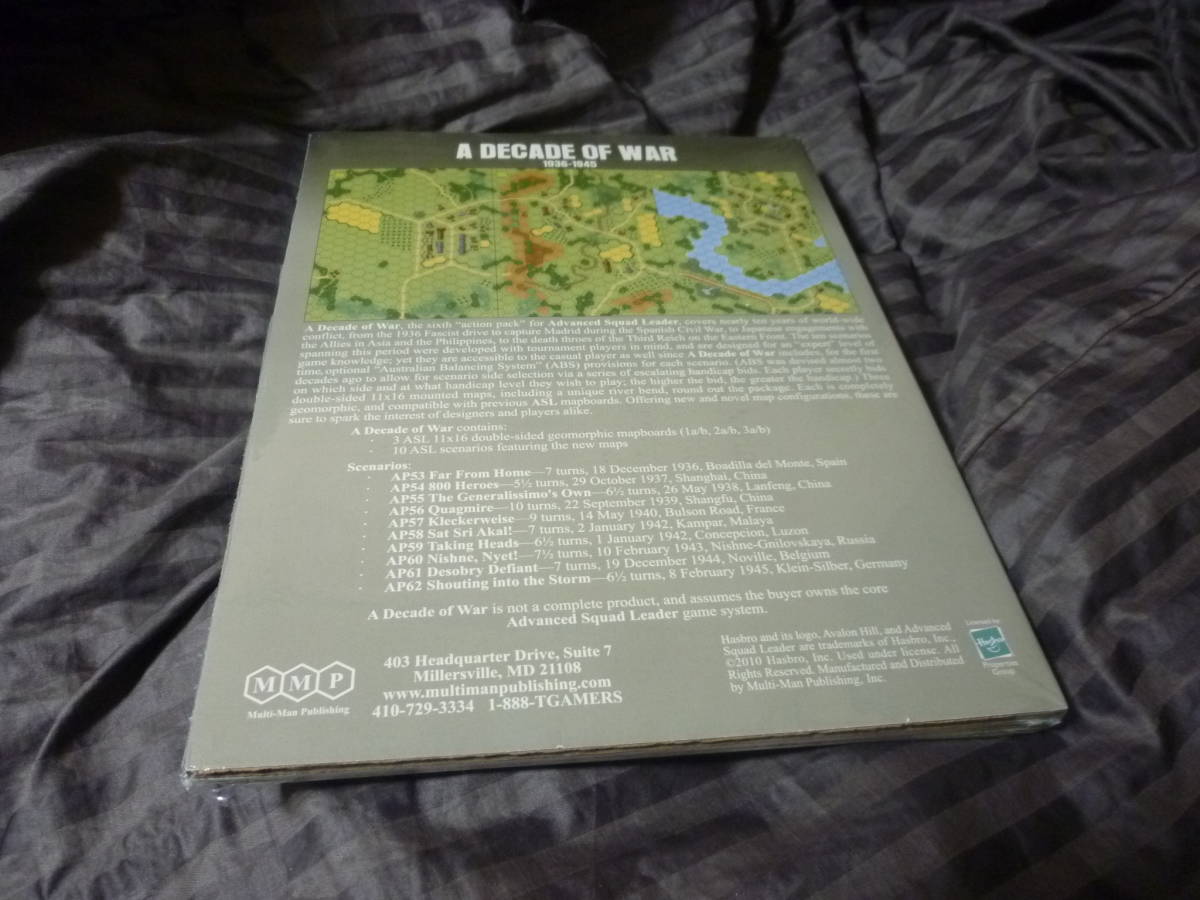 A DECADE OF WAR
1936-1945
A Decade of War, the sixth "action pack" for Advanced Squad Leader, covers nearly ten years of worldwide
conflict, from the 1936 Fascist drive to capture Madrid during the Spanish Civil War, to Japanese engagements with
the Allies in Asia and the Philippines, to the death throes of the Third Reich on the Eastern Front. The ten scenarios
spanning this period were developed with tournament players in mind, and are designed for an "expert" level of
game knowledge; yet they are accessible to the casual player as well since A Decade of War includes, for the first
time, optional "Australian Balancing System" (ABS) provisions for each scenario. (ABS was devised almost two
decades ago to allow for scenario side selection via a series of escalating handicap bids. Each player secretly bids
on which side and at what handicap level they wish to play; the higher the bid, the greater the handicap.) Three
double-sided 11x16 mounted maps, including a unique river bend, round out the package. Each is completely
geomorphic, and compatible with previous ASL mapboards. Offering new and novel map configurations, these are
sure to spark the interest of designers and players alike.
A Decade of War contains:
· 3 ASL 11x16 double-sided geomorphic mapboards (1a/b, 2a/b, 3a/b)
· 10 ASL scenarios featuring the new maps
Scenarios:
· AP53 Far From Home—7 turns, 18 December 1936, Boadilla del Monte, Spain
· AP54 800 Heroes—5½ turns, 29 October 1937, Shanghai, China
· AP55 The Generalissimo's Own—6½ turns, 26 May 1938, Lanfeng, China
· AP56 Quagmire—10 turns, 22 September 1939, Shangfu, China
· AP57 Kleckerweise—9 turns, 14 May 1940, Bulson Road, France
· AP58 Sat Sri Akal!—7 turns, 2 January 1942, Kampar, Malaya
· AP59 Taking Heads—6½ turns, 1 January 1942, Concepcion, Luzon
· AP60 Nishne, Nyet!—7½ turns, 10 February 1943, Nishne-Gnilovskaya, Russia
· AP61 Desobry Defiant—7 turns, 19 December 1944, Noville, Belgium
· AP62 Shouting into the Storm—6½ turns, 8 February 1945, Klein-Silber, Germany
A Decade of War is not a complete product, and assumes the buyer owns the core
Advanced Squad Leader game system.
MMP
Multi-Man Publishing
403 Headquarter Drive, Suite 7
Millersville, MD 21108
www.multimanpublishing.com
410-729-3334 1-888-TGAMERS
Hasbro and its logo, Avalon Hill, and Advanced
Squad Leader are trademarks of Hasbro, Inc.,
©2010 Hasbro, Inc. Used under license. All
Rights Reserved. Manufactured and Distributed
by Multi-Man Publishing, Inc.
Licensed by:
Hasbro
Properties
Group